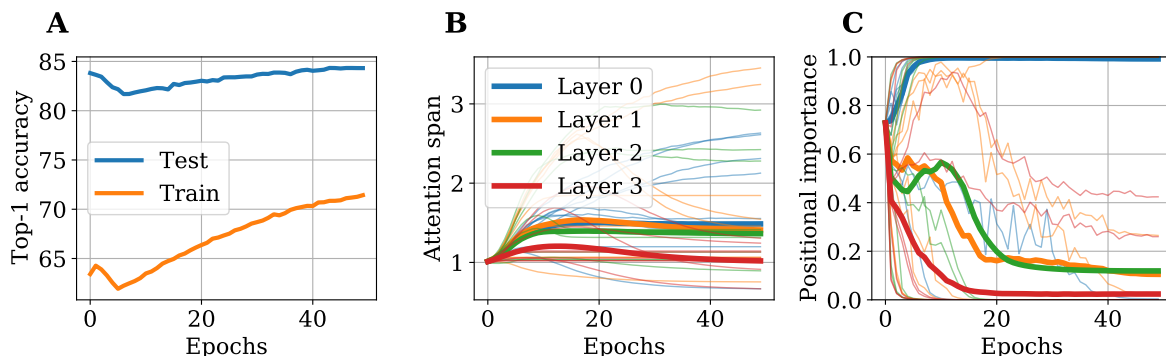 A
Top-1 accuracy
85
80
75
70
65
Test
Train
0
20
40
Epochs
B
Attention span
3
2
1
Layer 0
Layer 1
Layer 2
Layer 3
0
20
40
Epochs
C
Positional importance
1.0
0.8
0.6
0.4
0.2
0.0
0
20
40
Epochs